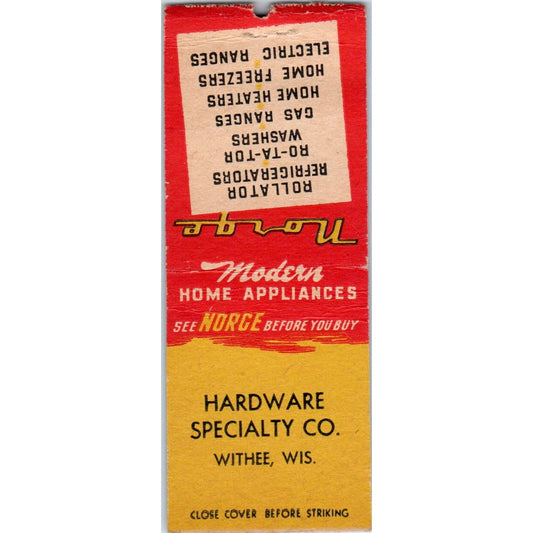 Norge
ROLLATOR
REFRIGERATORS
RO-TA-TOR
WASHERS
GAS RANGES
HOME HEATERS
HOME FREEZERS
ELECTRIC RANGES
Modern
HOME APPLIANCES
SEE NORGE BEFORE YOU BUY
HARDWARE
SPECIALTY CO.
WITHEE, WIS.
CLOSE COVER BEFORE STRIKING